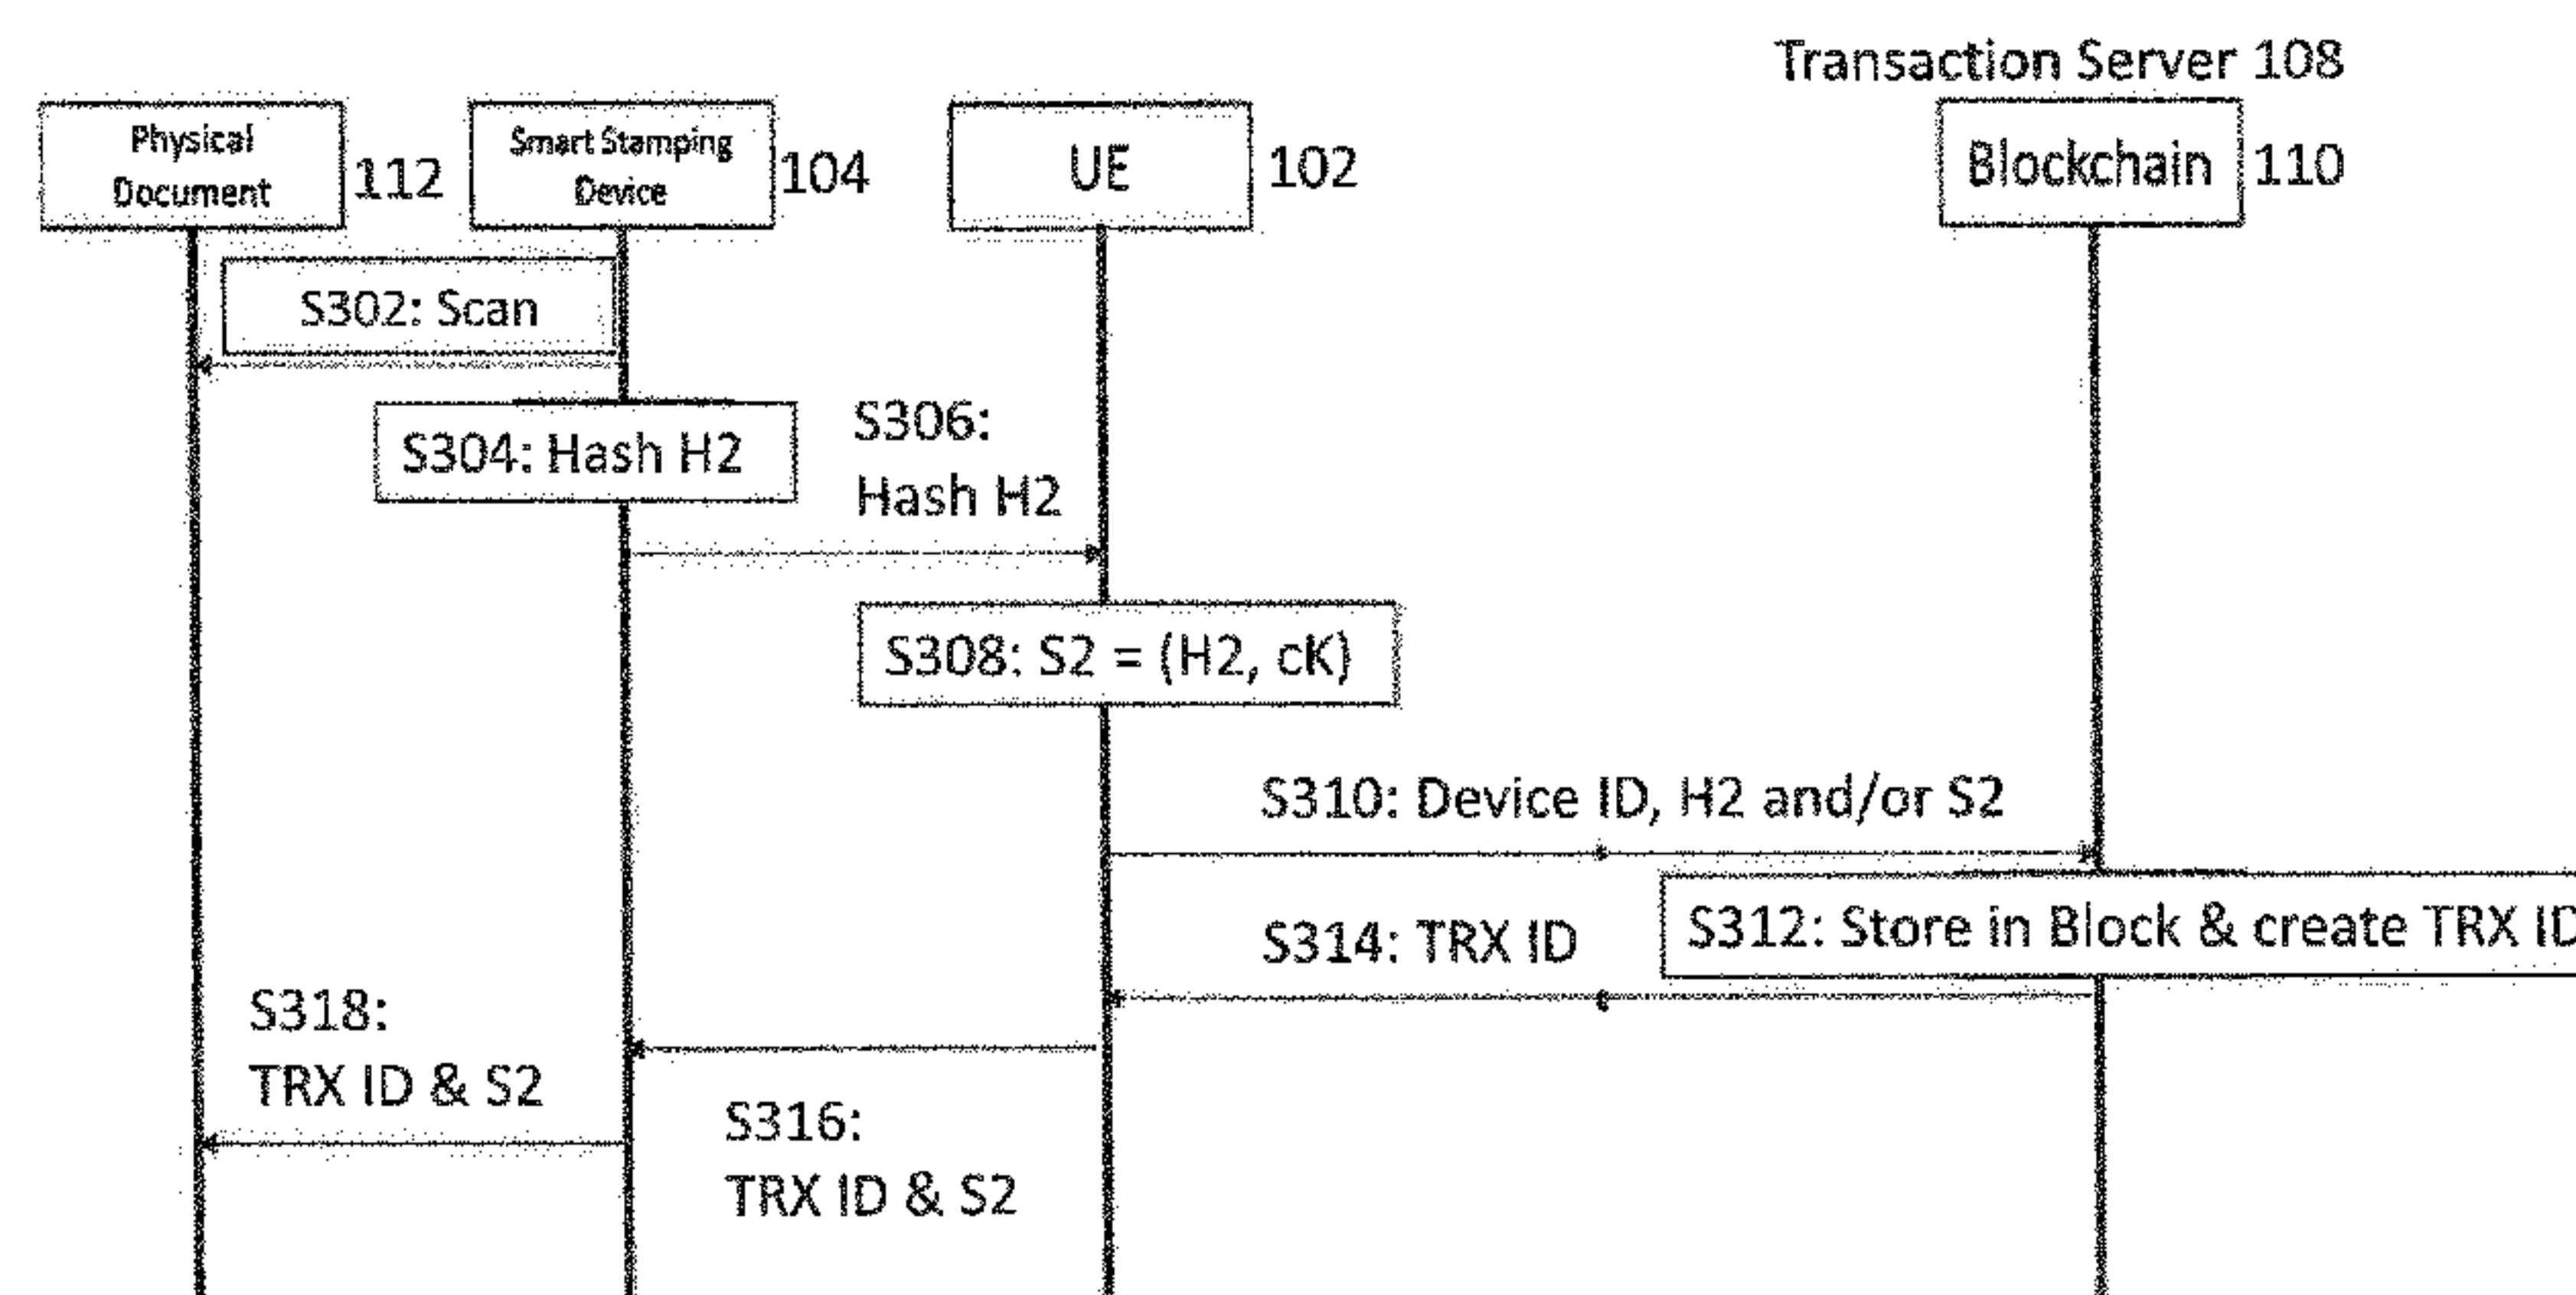 Transaction Server 108
Physical
Document
112
Smart Stamping
Device
104
UE
102
Blockchain
110
S302: Scan
S304: Hash H2
S306:
Hash H2
S308: S2 = (H2, cK)
S310: Device ID, H2 and/or S2
S312: Store in Block & create TRX ID
S314: TRX ID
S316:
TRX ID & S2
S318:
TRX ID & S2